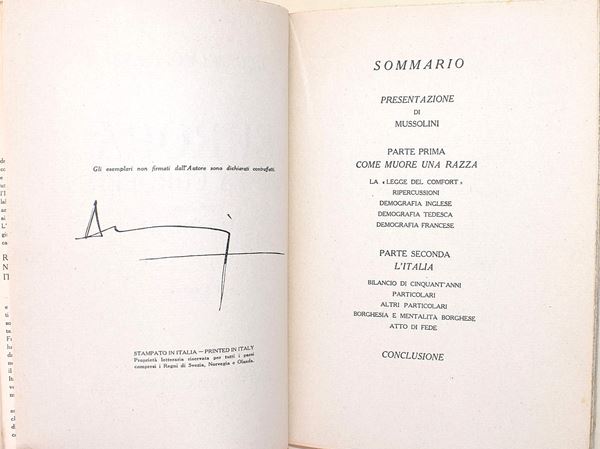 Gli esemplari non firmati dall'Autore sono dichiarati contraffatti.
STAMPATO IN ITALIA — PRINTED IN ITALY
Proprietà letteraria riservata per tutti i paesi
compresi i Regni di Svezia, Norvegia e Olanda.
SOMMARIO
PRESENTAZIONE
DI
MUSSOLINI
PARTE PRIMA
COME MUORE UNA RAZZA
LA «LEGGE DEL COMFORT»
RIPERCUSSIONI
DEMOGRAFIA INGLESE
DEMOGRAFIA TEDESCA
DEMOGRAFIA FRANCESE
PARTE SECONDA
L'ITALIA
BILANCIO DI CINQUANT'ANNI
PARTICOLARI
ALTRI PARTICOLARI
BORGHESIA E MENTALITÀ BORGHESE
ATTO DI FEDE
CONCLUSIONE